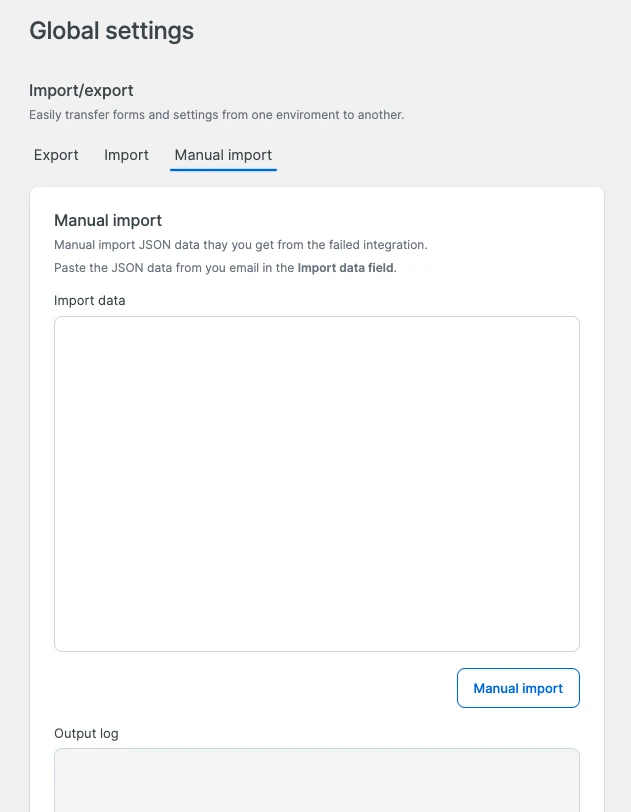 Global settings
Import/export
Easily transfer forms and settings from one enviroment to another.
Export Import Manual import
Manual import
Manual import JSON data thay you get from the failed integration.
Paste the JSON data from you email in the Import data field.
Import data
Manual import
Output log